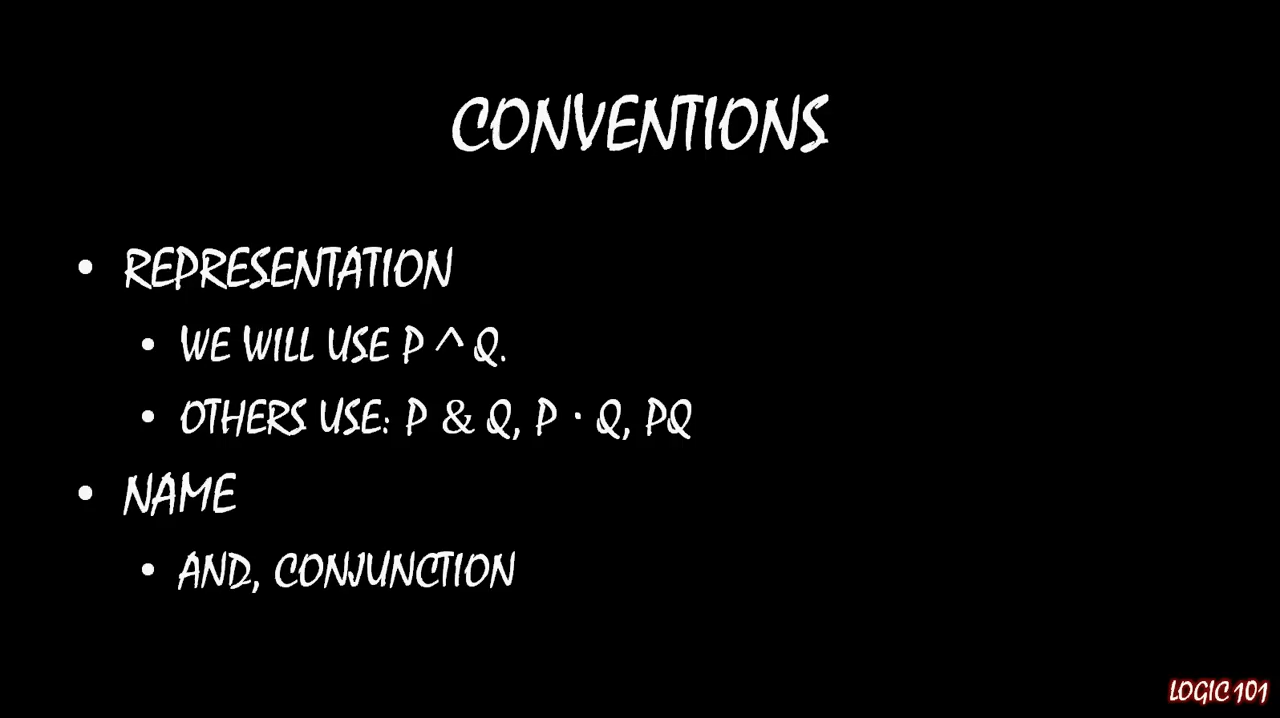 CONVENTIONS
• REPRESENTATION
• WE WILL USE P ^ Q.
• OTHERS USE: P & Q, P · Q, PQ
• NAME
• AND, CONJUNCTION
LOGIC 101